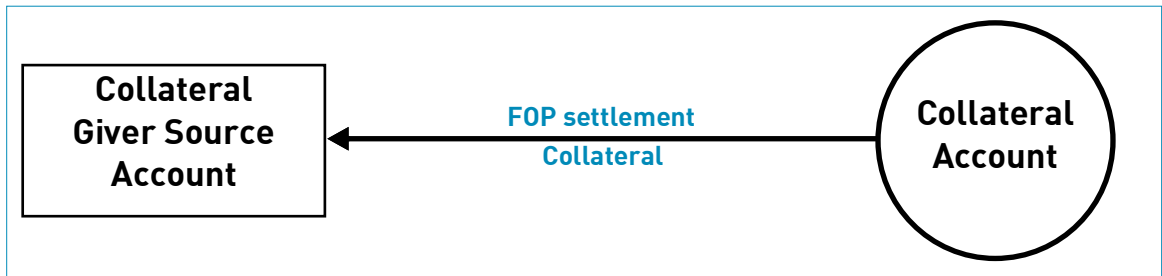 Collateral
Giver Source
Account
FOP settlement
Collateral
Collateral
Account